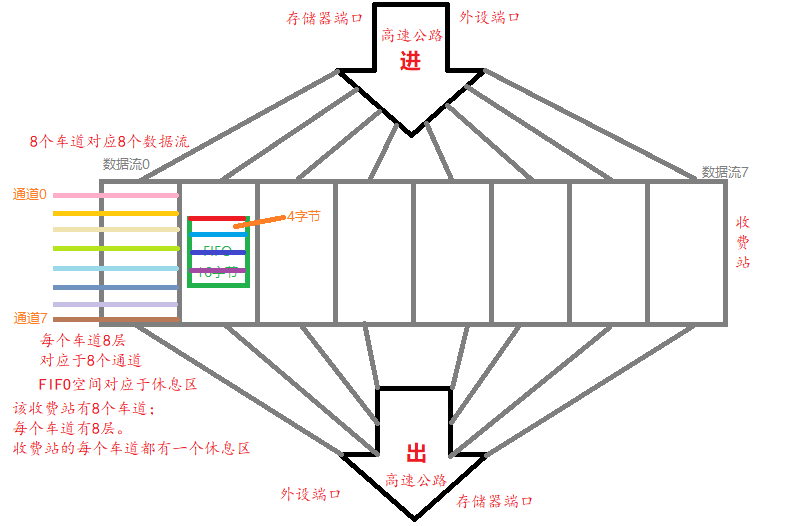 存储器端口
外设端口
高速公路
进
8个车道对应8个数据流
数据流0
数据流7
通道0
4字节
FIFO
16字节
收费站
通道7
每个车道8层
对应于8个通道
FIFO空间对应于休息区
该收费站有8个车道;
每个车道有8层。
收费站的每个车道都有一个休息区
出
高速公路
外设端口
存储器端口